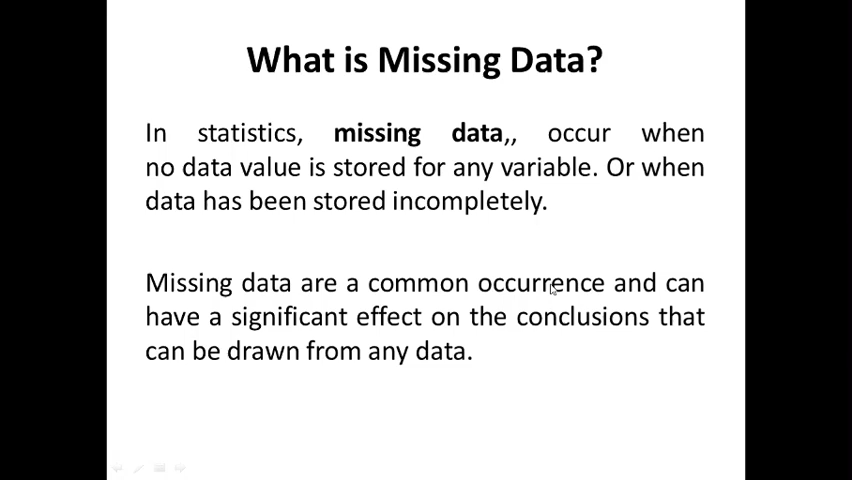 What is Missing Data?
In statistics, missing data,, occur when
no data value is stored for any variable. Or when
data has been stored incompletely.
Missing data are a common occurrence and can
have a significant effect on the conclusions that
can be drawn from any data.